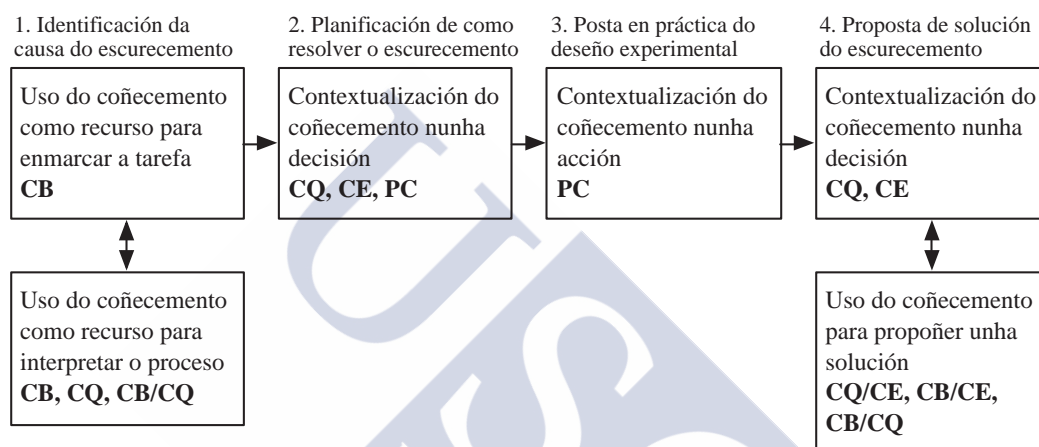 1. Identificación da
causa do escurecemento
2. Planificación de como
resolver o escurecemento
3. Posta en práctica do
deseño experimental
4. Proposta de solución
do escurecemento
Uso do coñecemento
como recurso para
enmarcar a tarefa
CB
Contextualización do
coñecemento nunha
decisión
CQ, CE, PC
Contextualización do
coñecemento nunha
acción
PC
Contextualización do
coñecemento nunha
decisión
CQ, CE
Uso do coñecemento
como recurso para
interpretar o proceso
CB, CQ, CB/CQ
Uso do coñecemento
para propoñer unha
solución
CQ/CE, CB/CE,
CB/CQ